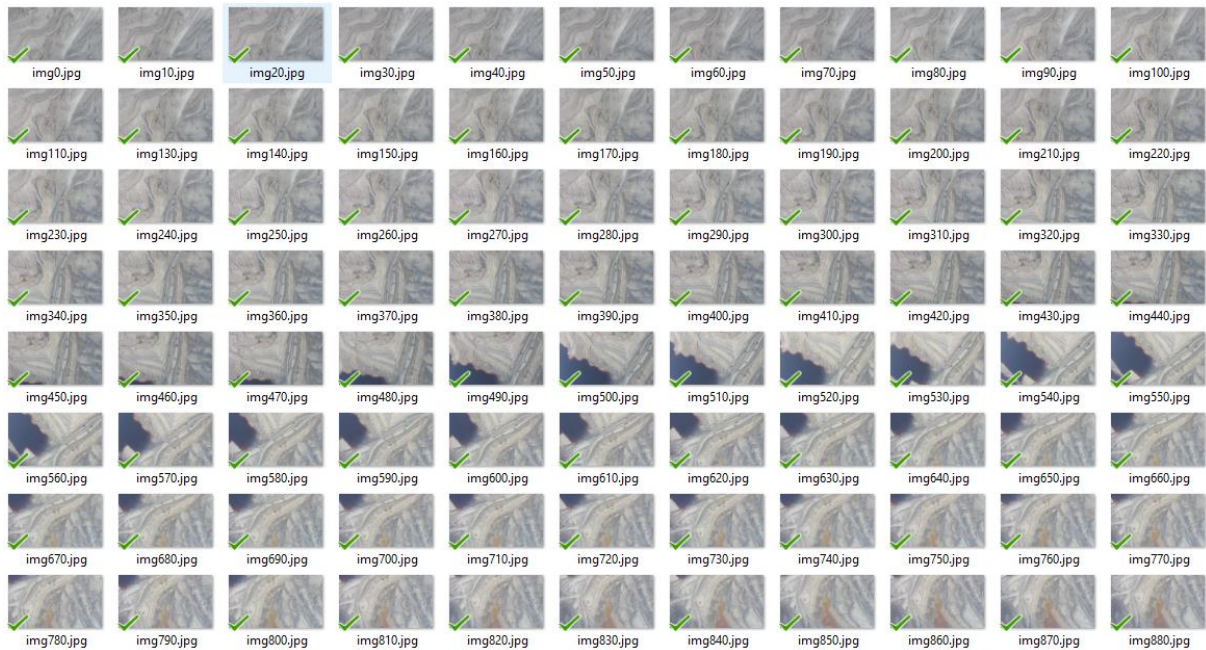 img0.jpg img10.jpg img20.jpg img30.jpg img40.jpg img50.jpg img60.jpg img70.jpg img80.jpg img90.jpg img100.jpg
img110.jpg img130.jpg img140.jpg img150.jpg img160.jpg img170.jpg img180.jpg img190.jpg img200.jpg img210.jpg img220.jpg
img230.jpg img240.jpg img250.jpg img260.jpg img270.jpg img280.jpg img290.jpg img300.jpg img310.jpg img320.jpg img330.jpg
img340.jpg img350.jpg img360.jpg img370.jpg img380.jpg img390.jpg img400.jpg img410.jpg img420.jpg img430.jpg img440.jpg
img450.jpg img460.jpg img470.jpg img480.jpg img490.jpg img500.jpg img510.jpg img520.jpg img530.jpg img540.jpg img550.jpg
img560.jpg img570.jpg img580.jpg img590.jpg img600.jpg img610.jpg img620.jpg img630.jpg img640.jpg img650.jpg img660.jpg
img670.jpg img680.jpg img690.jpg img700.jpg img710.jpg img720.jpg img730.jpg img740.jpg img750.jpg img760.jpg img770.jpg
img780.jpg img790.jpg img800.jpg img810.jpg img820.jpg img830.jpg img840.jpg img850.jpg img860.jpg img870.jpg img880.jpg